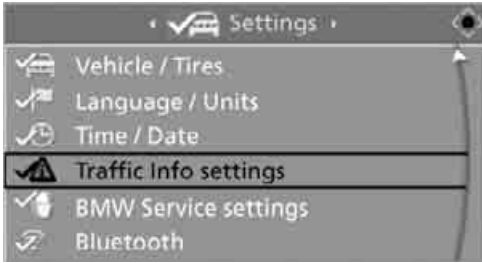 Settings
Vehicle / Tires
Language / Units
Time / Date
Traffic Info settings
BMW Service settings
Bluetooth